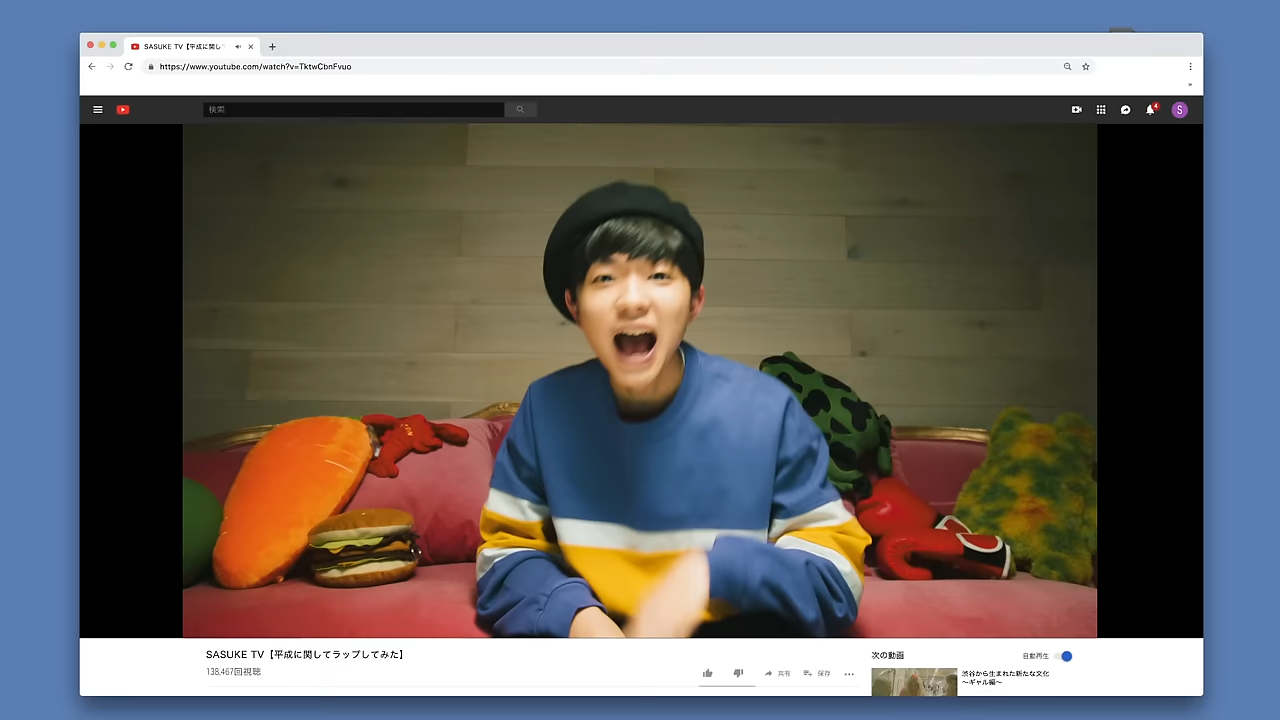 SASUKE TV【平成に関し
https://www.youtube.com/watch?v=TktwCbnFvuo
検索
4
S
SASUKE TV【平成に関してラップしてみた】
138,467回視聴
共有
保存
次の動画
自動再生
渋谷から生まれた新たな文化
〜ギャル編〜